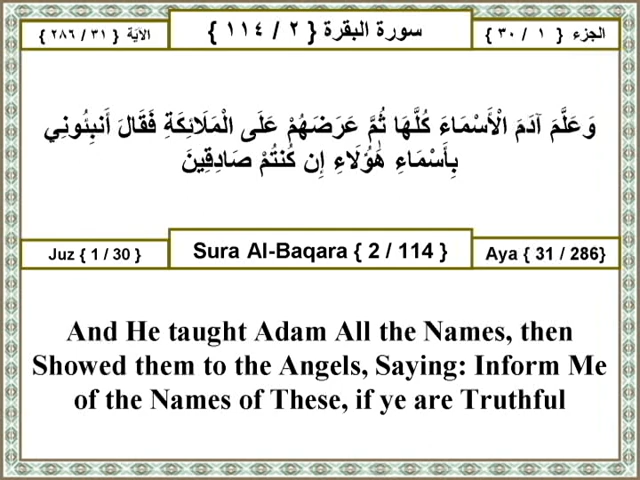 الجزء { ١ / ٣٠ }
سورة البقرة { ٢ / ١١٤ }
الآية { ٣١ / ٢٨٦ }
وَعَلَّمَ آدَمَ الْأَسْمَاءَ كُلَّهَا ثُمَّ عَرَضَهُمْ عَلَى الْمَلَائِكَةِ فَقَالَ أَنبِئُونِي
بِأَسْمَاءِ هَٰؤُلَاءِ إِن كُنتُمْ صَادِقِينَ
Juz { 1 / 30 }
Sura Al-Baqara { 2 / 114 }
Aya { 31 / 286}
And He taught Adam All the Names, then
Showed them to the Angels, Saying: Inform Me
of the Names of These, if ye are Truthful